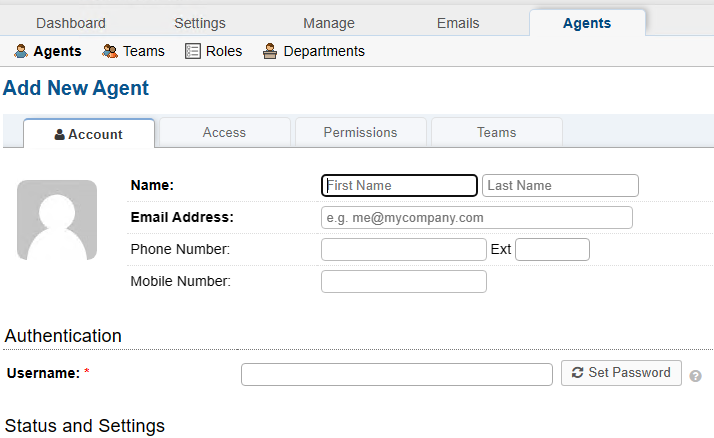 Dashboard Settings Manage Emails Agents
Agents Teams Roles Departments
Add New Agent
Account Access Permissions Teams
Name: First Name Last Name
Email Address: e.g. me@mycompany.com
Phone Number: Ext
Mobile Number:
Authentication
Username: * Set Password ?
Status and Settings